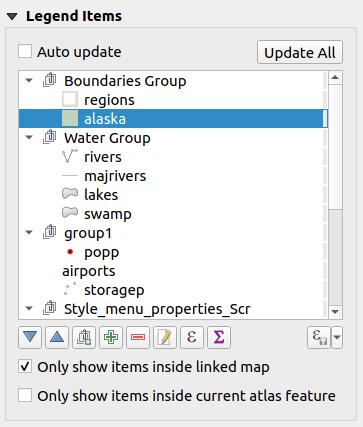 Legend Items
Auto update
Update All
Boundaries Group
regions
alaska
Water Group
rivers
majrivers
lakes
swamp
group1
popp
airports
storagep
Style_menu_properties_Scr
ε Σ ε
Only show items inside linked map
Only show items inside current atlas feature